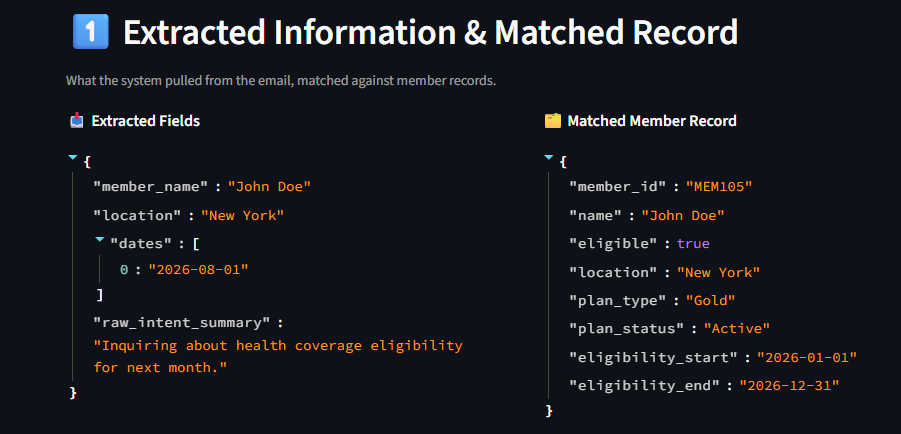 1 Extracted Information & Matched Record
What the system pulled from the email, matched against member records.
Extracted Fields
{
"member_name" : "John Doe"
"location" : "New York"
"dates" : [
0 : "2026-08-01"
]
"raw_intent_summary" :
"Inquiring about health coverage eligibility
for next month."
}
Matched Member Record
{
"member_id" : "MEM105"
"name" : "John Doe"
"eligible" : true
"location" : "New York"
"plan_type" : "Gold"
"plan_status" : "Active"
"eligibility_start" : "2026-01-01"
"eligibility_end" : "2026-12-31"
}